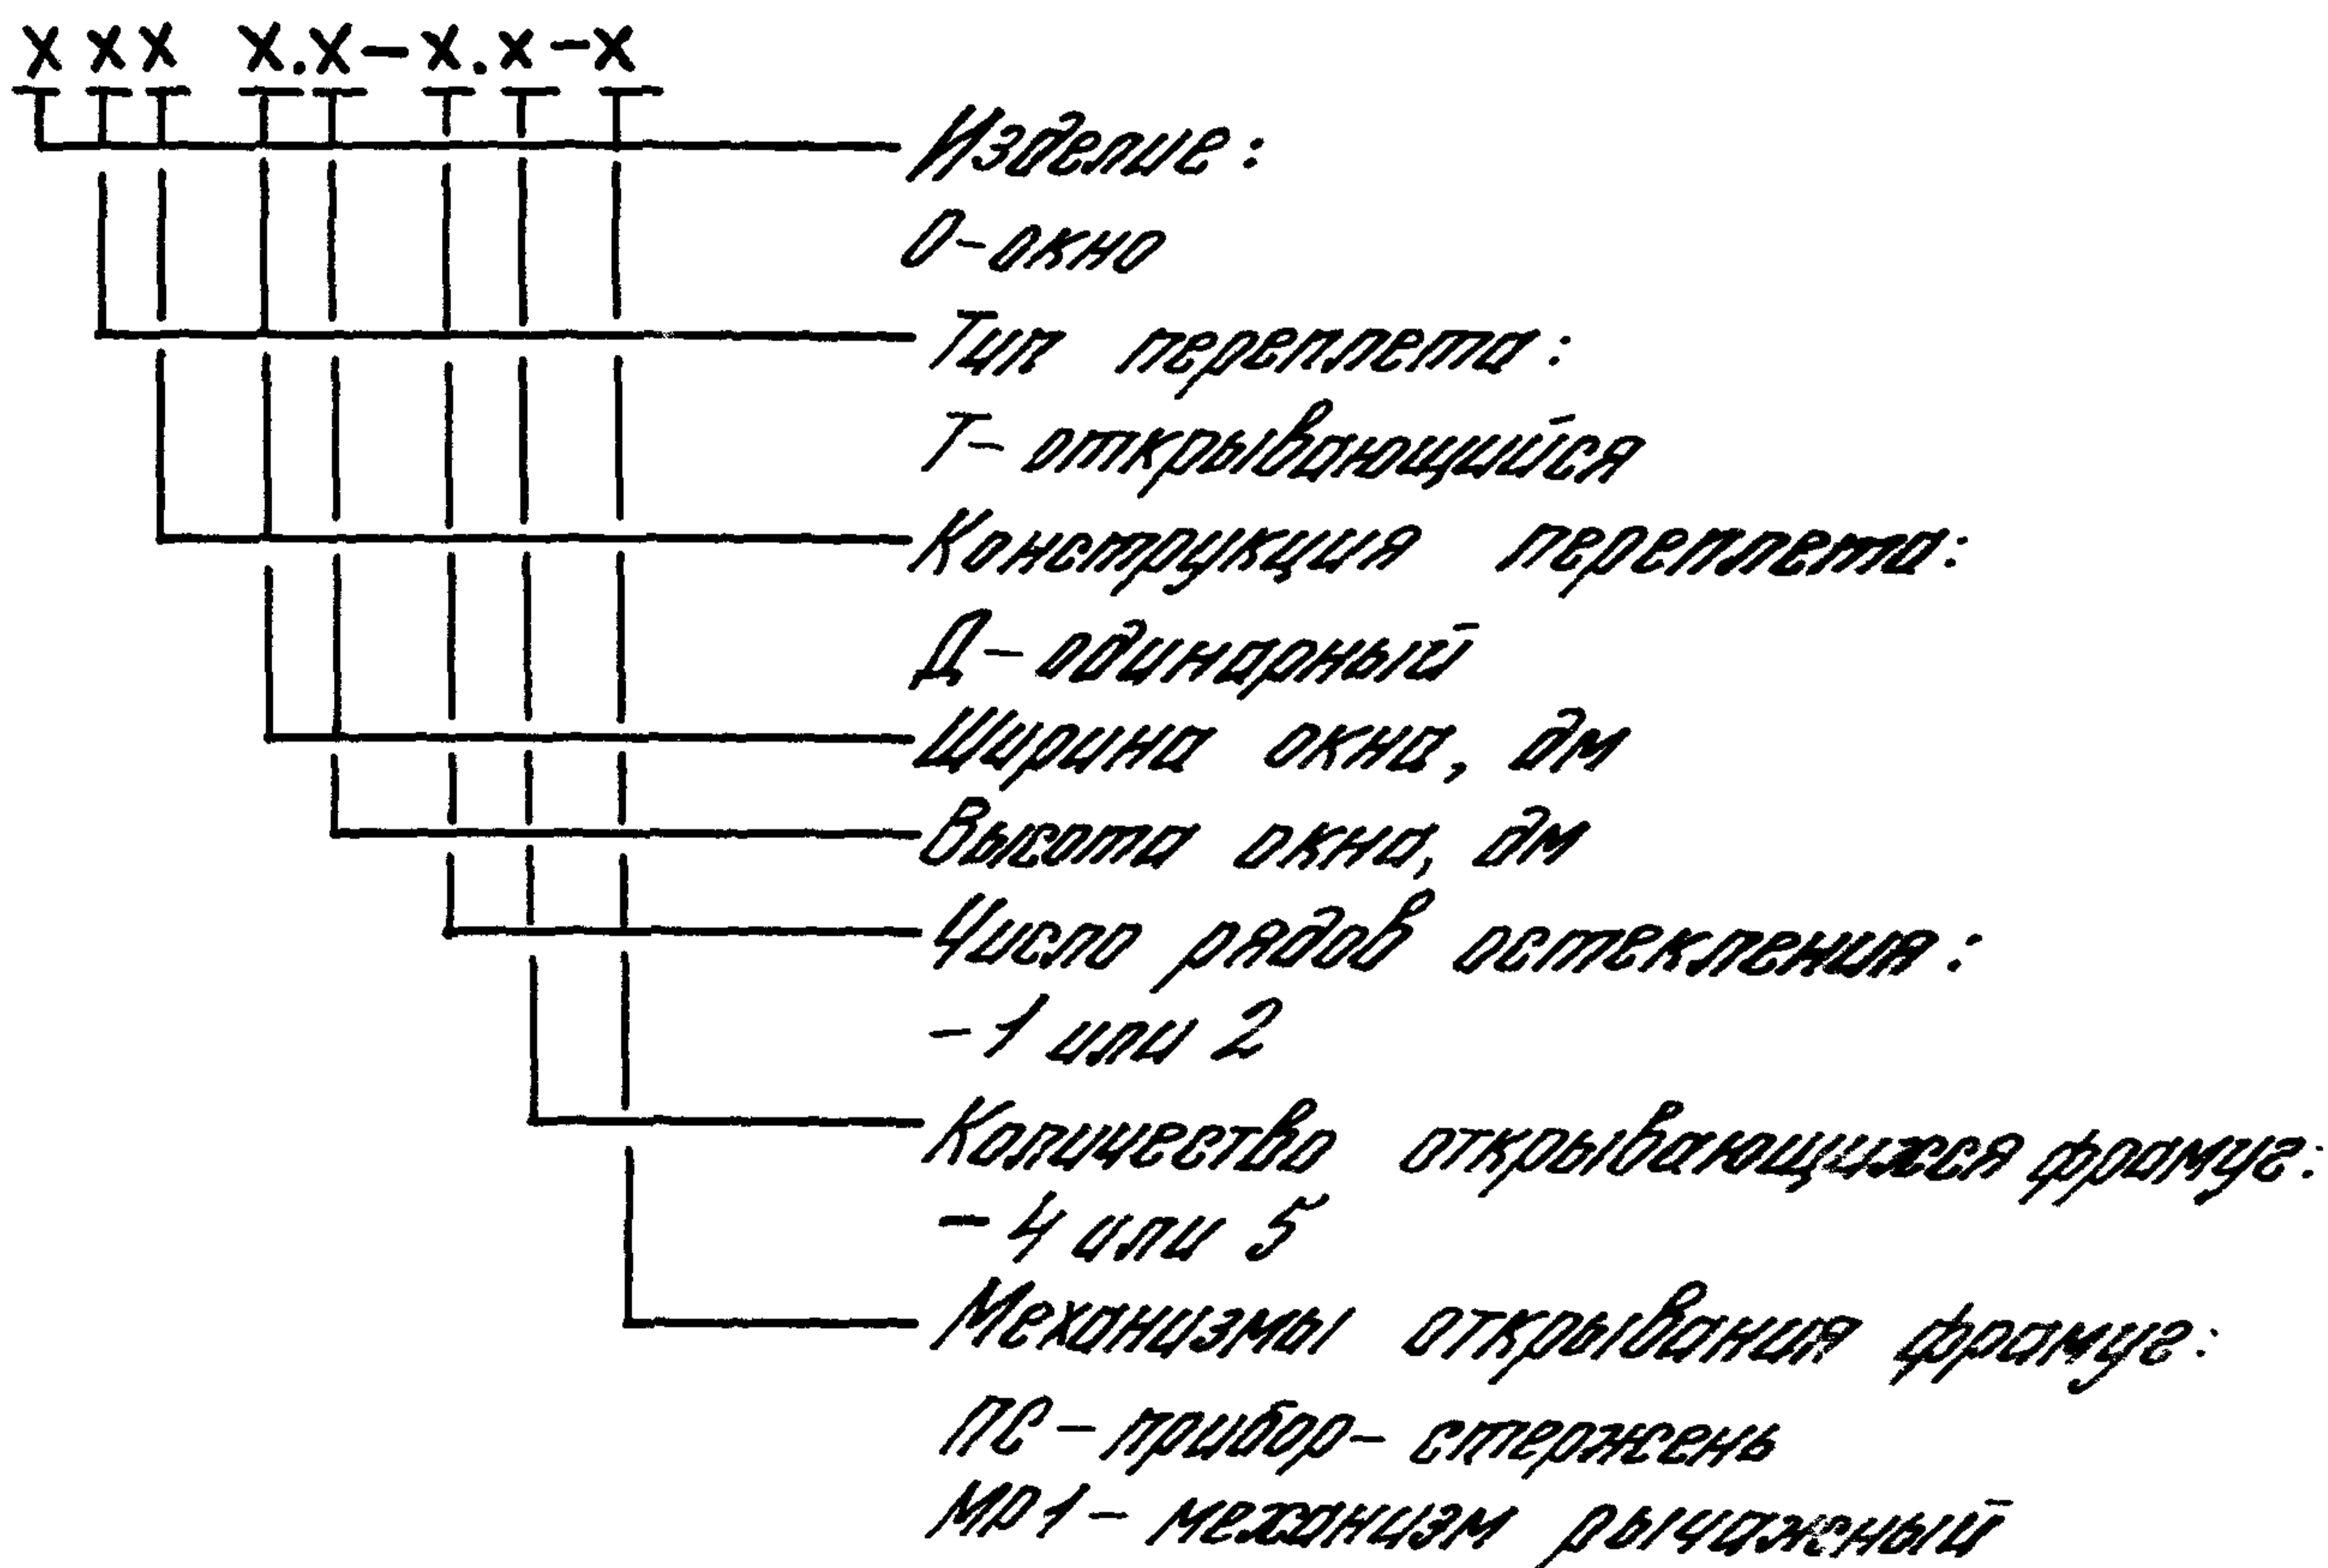 х хх х.х-х.х-х
Изделие:
О-окно
Тип переплета:
Т- открывающийся
Конструкция переплета:
Д- одинарный
Ширина окна, дм
Высота окна, дм
Число рядов остекления:
- 1 или 2
Количество открывающихся фрамуг:
- 4 или 5
Механизмы открывания фрамуг:
ПС - прибор- стержень
МР1 - механизм рычажный